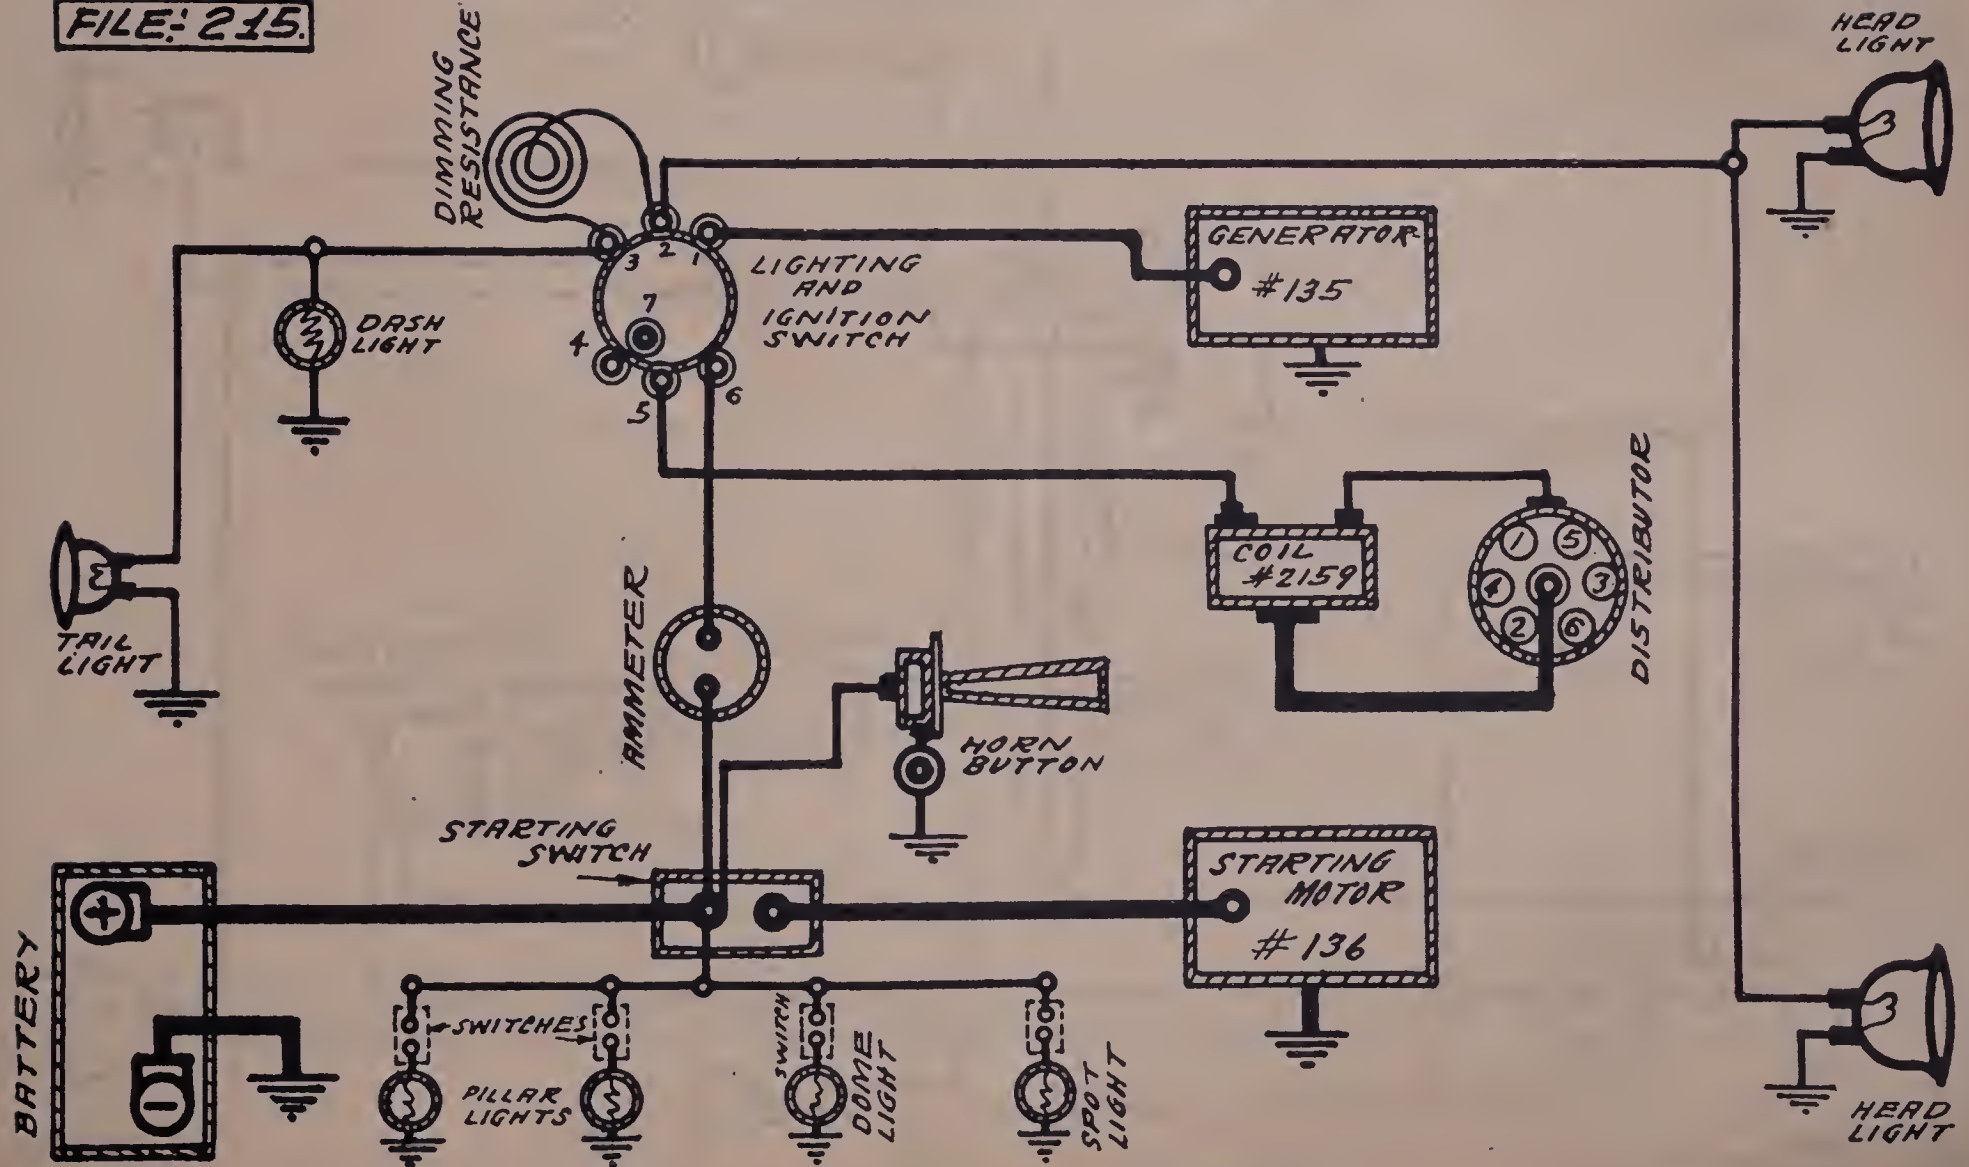 FILE:- 215.
DIMMING
RESISTANCE
HEAD
LIGHT
3 2 1
7
4
5
6
LIGHTING
AND
IGNITION
SWITCH
GENERATOR
#135
DASH
LIGHT
TAIL
LIGHT
AMMETER
COIL
#2159
1 5
4 3
2 6
DISTRIBUTOR
HORN
BUTTON
STARTING
SWITCH
STARTING
MOTOR
# 136
BATTERY
+
−
SWITCHES
PILLAR
LIGHTS
SWITCH
DOME
LIGHT
SPOT
LIGHT
HEAD
LIGHT